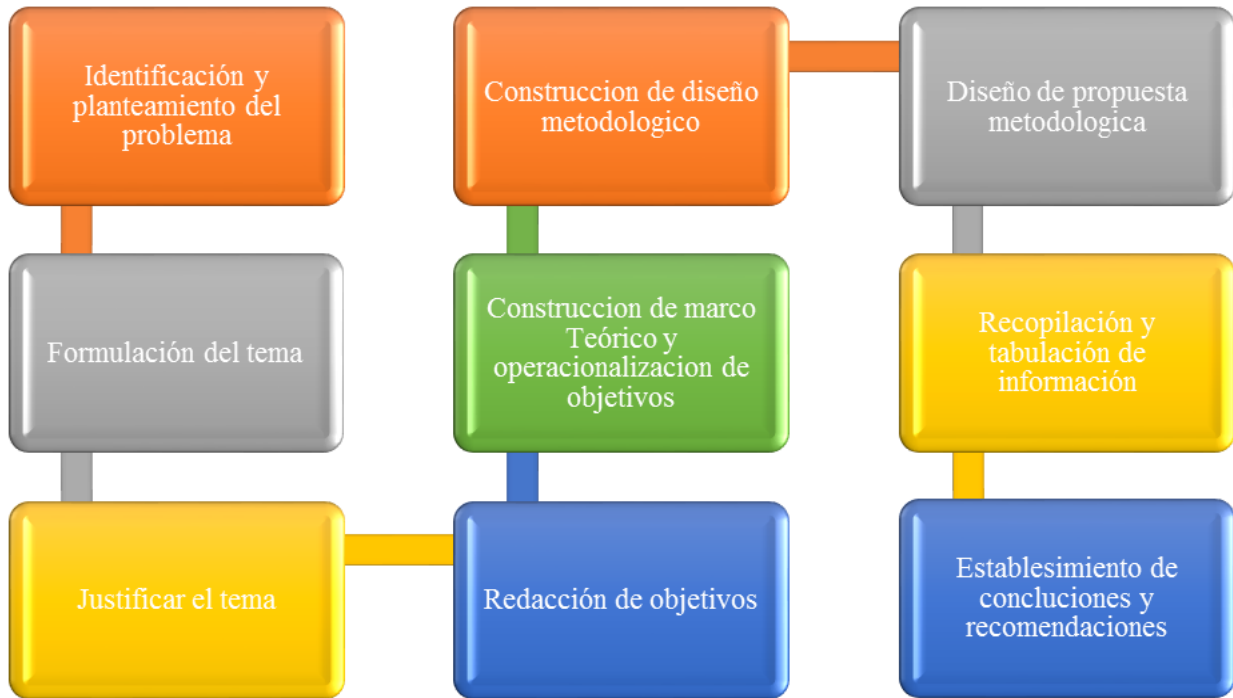 Identificación y
planteamiento del
problema
Formulación del tema
Justificar el tema
Redacción de objetivos
Construccion de marco
Teórico y
operacionalizacion de
objetivos
Construccion de diseño
metodologico
Diseño de propuesta
metodologica
Recopilación y
tabulación de
información
Establesimiento de
concluciones y
recomendaciones